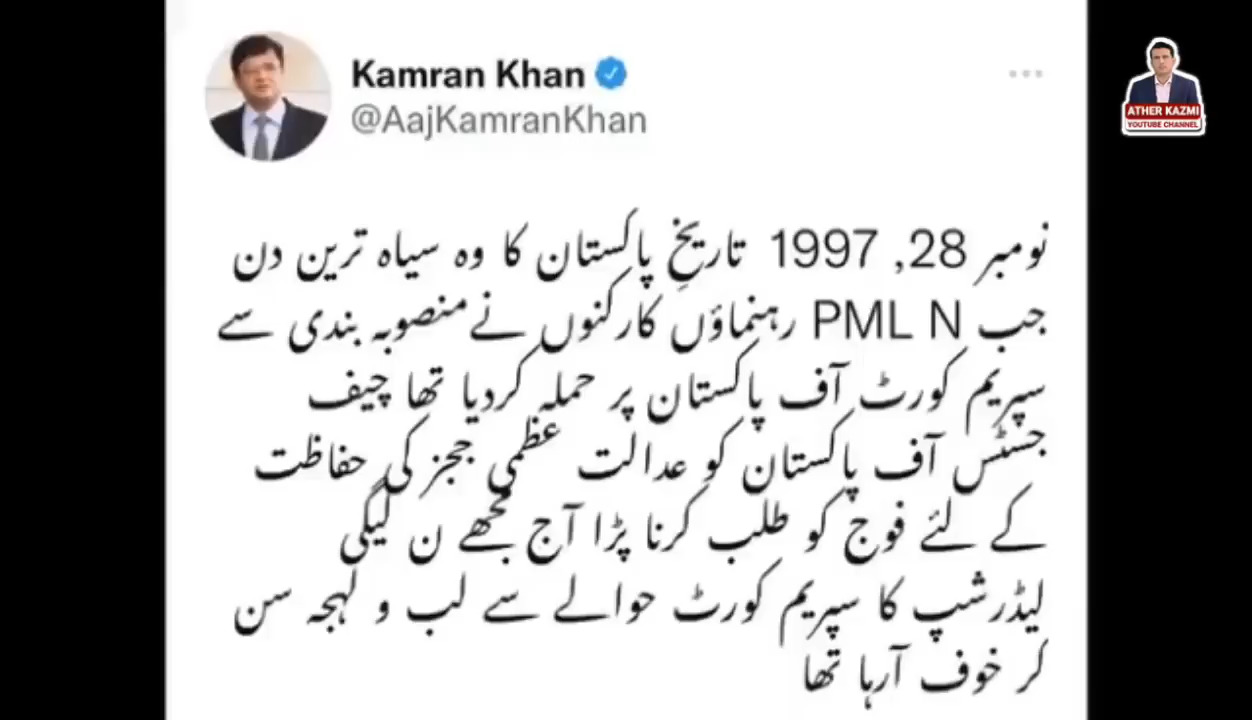 Kamran Khan
@AajKamranKhan
ATHER KAZMI
YOUTUBE CHANNEL
نومبر 28, 1997 تاریخِ پاکستان کا وہ سیاہ ترین دن
جب PML N رہنماؤں کارکنوں نے منصوبہ بندی سے
سپریم کورٹ آف پاکستان پر حملہ کردیا تھا چیف
جسٹس آف پاکستان کو عدالت عظمیٰ ججز کی حفاظت
کے لئے فوج کو طلب کرنا پڑا آج مجھے ن لیگی
لیڈرشپ کا سپریم کورٹ حوالے سے لب و لہجہ سن
کر خوف آرہا تھا